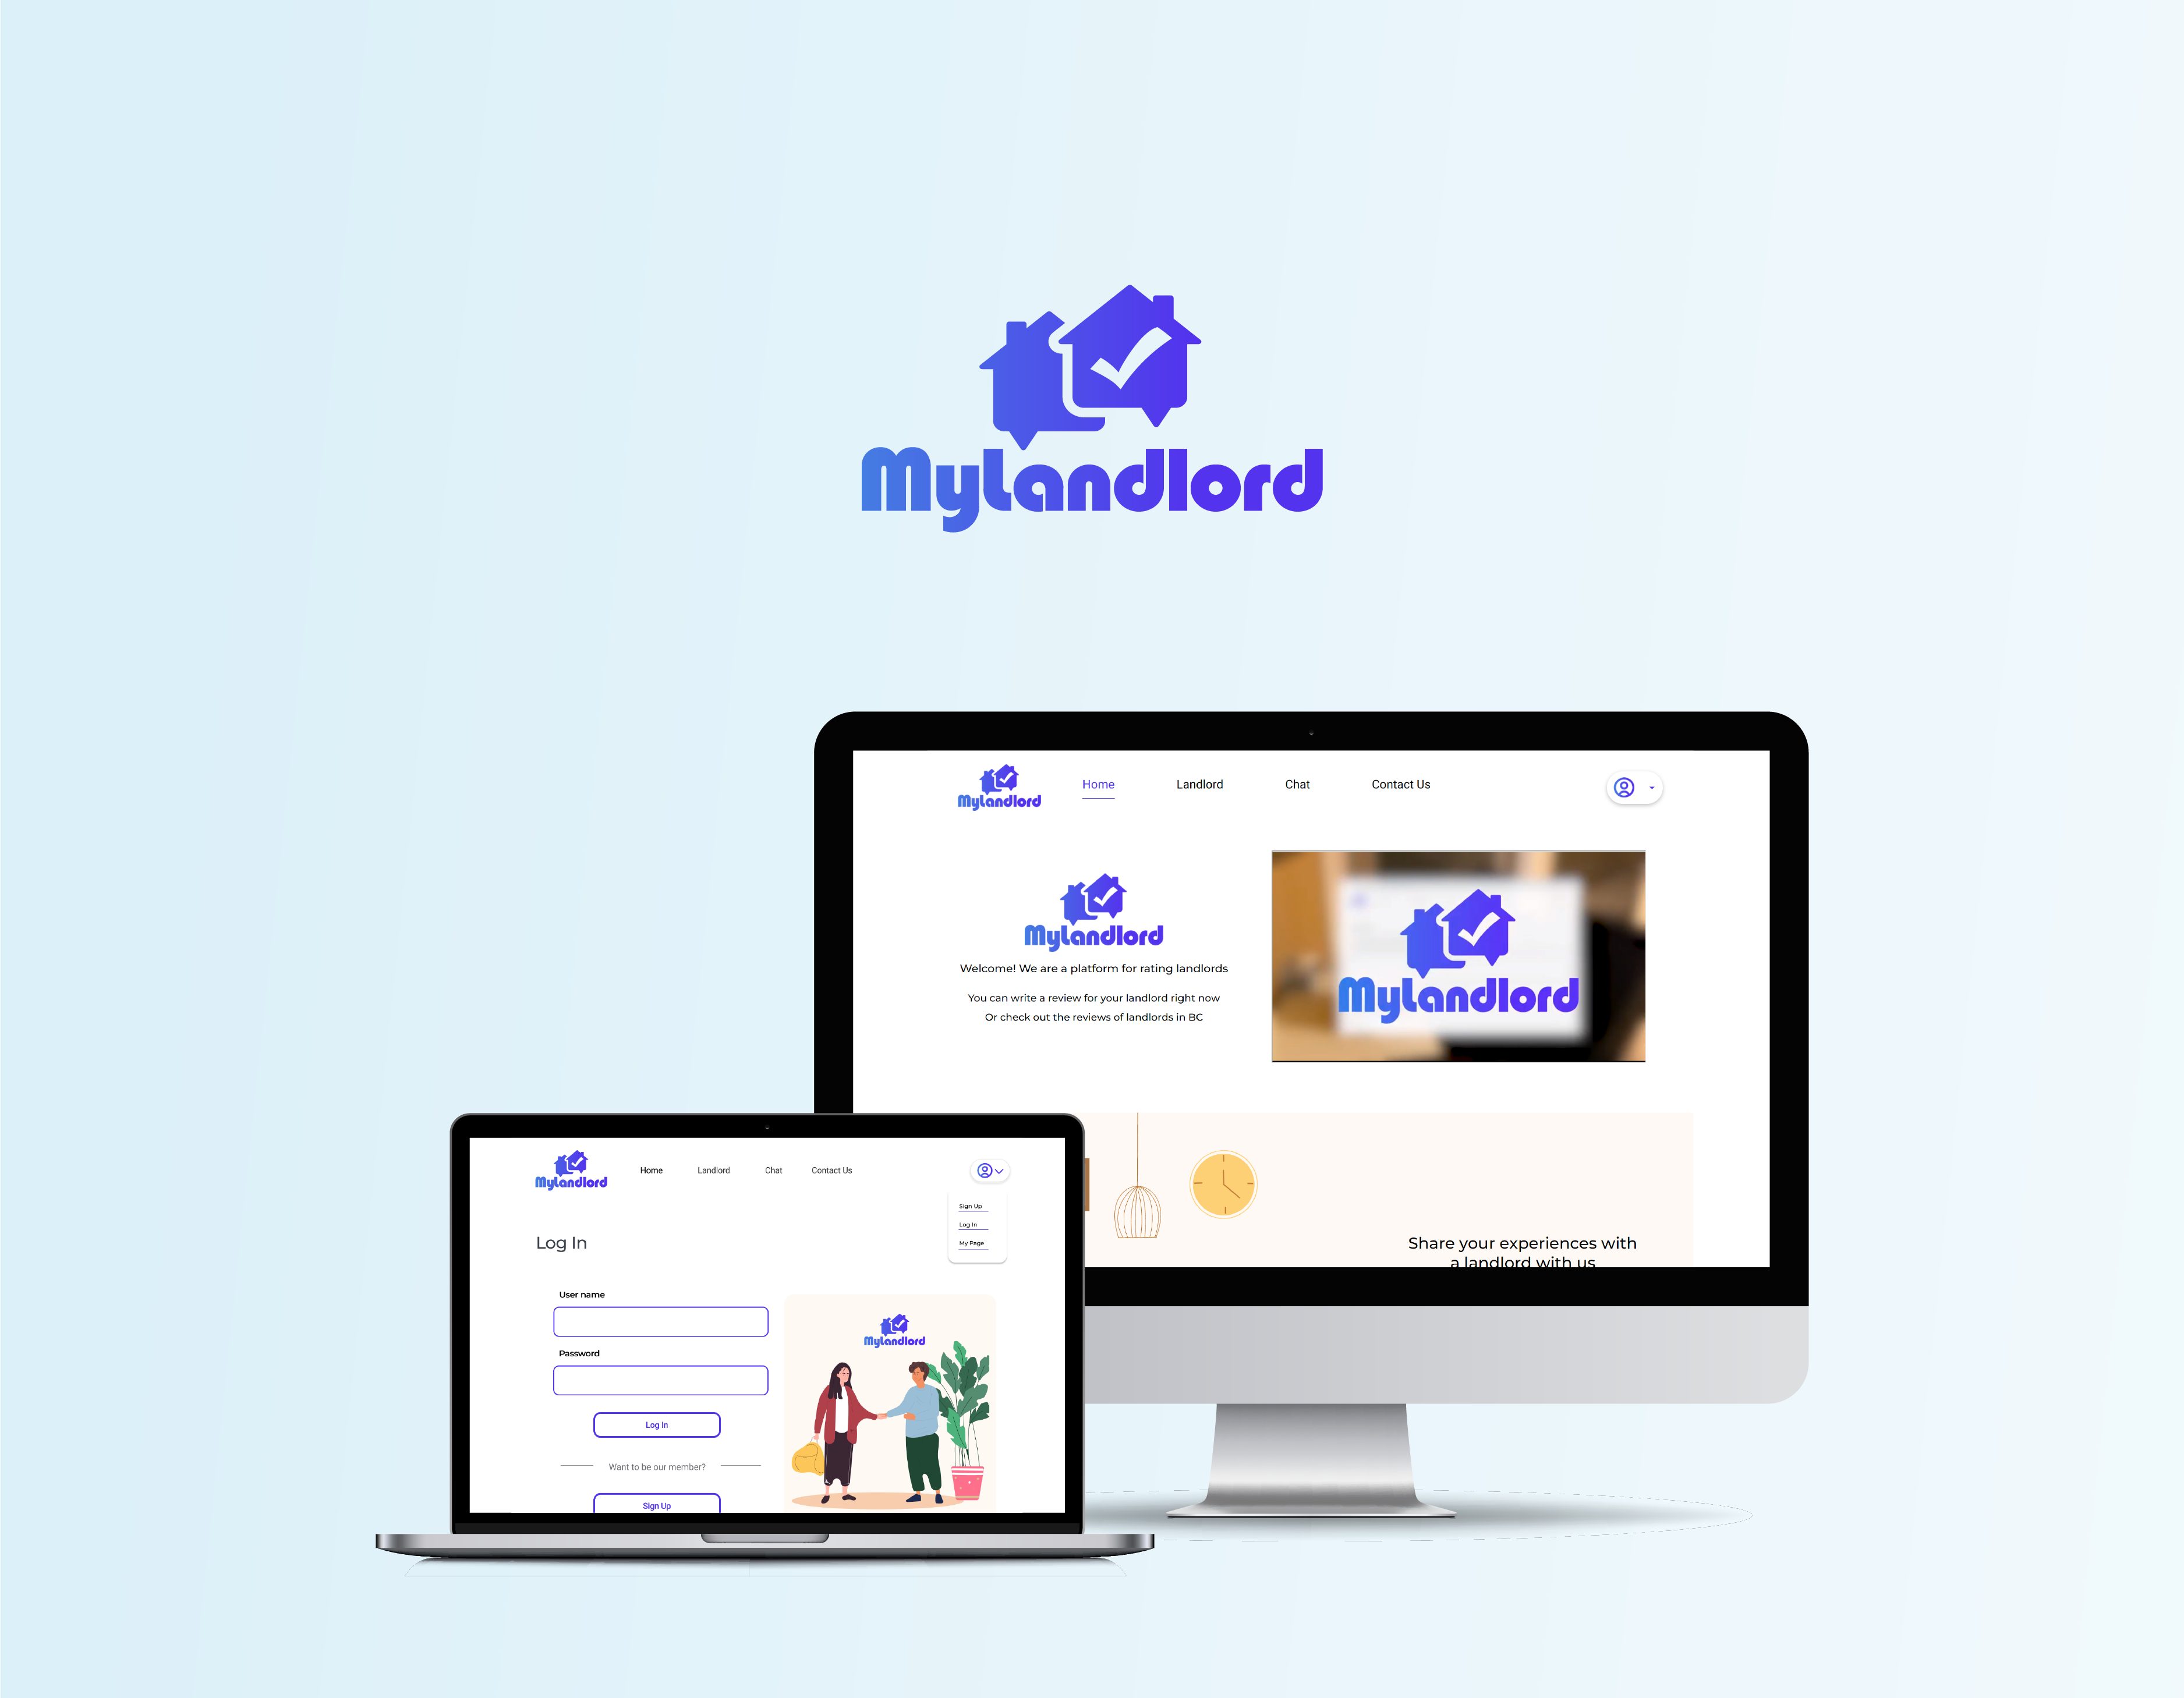 MyLandlord
MyLandlord
Home
Landlord
Chat
Contact Us
MyLandlord
Welcome! We are a platform for rating landlords
You can write a review for your landlord right now
Or check out the reviews of landlords in BC
MyLandlord
Share your experiences with
a landlord with us
MyLandlord
Home
Landlord
Chat
Contact Us
Sign Up
Log In
My Page
Log In
User name
Password
Log In
Want to be our member?
Sign Up
MyLandlord